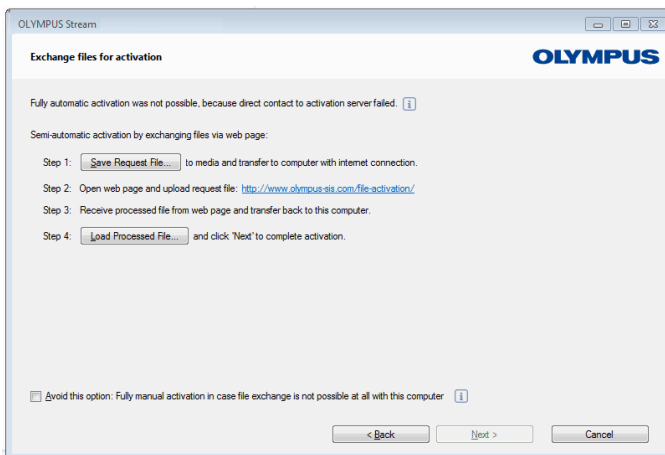 OLYMPUS Stream
Exchange files for activation
OLYMPUS
Fully automatic activation was not possible, because direct contact to activation server failed. i
Semi-automatic activation by exchanging files via web page:
Step 1: Save Request File... to media and transfer to computer with internet connection.
Step 2: Open web page and upload request file: http://www.olympus-sis.com/file-activation/
Step 3: Receive processed file from web page and transfer back to this computer.
Step 4: Load Processed File... and click 'Next' to complete activation.
Avoid this option: Fully manual activation in case file exchange is not possible at all with this computer i
< Back Next > Cancel